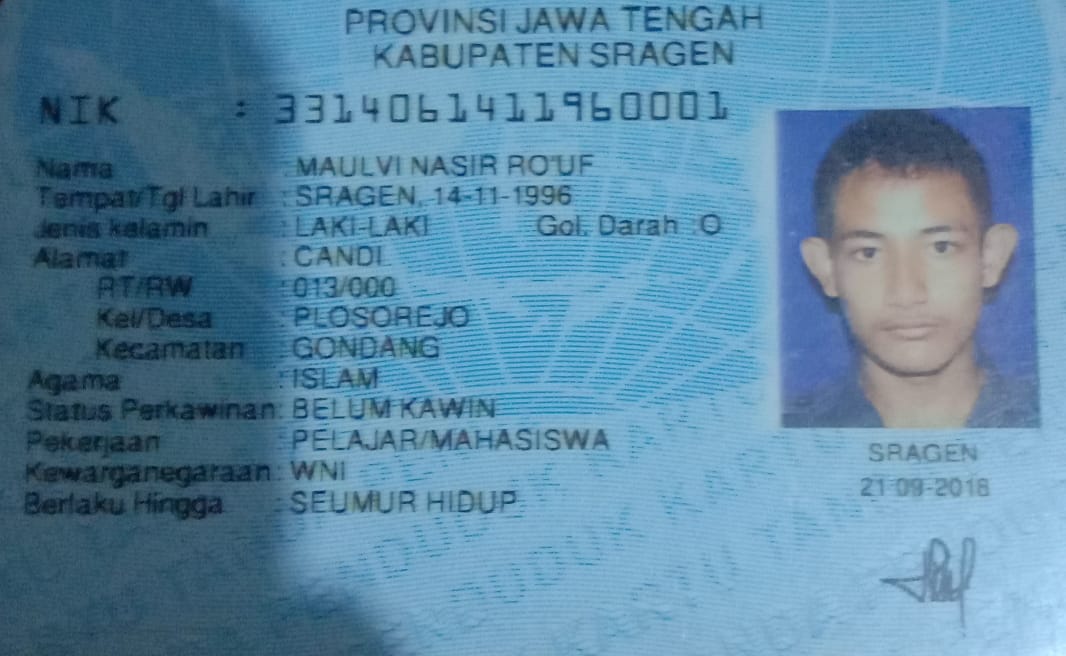 PROVINSI JAWA TENGAH
KABUPATEN SRAGEN
NIK : 3314061411960001
Nama : MAULVI NASIR RO'UF
Tempat/Tgl Lahir : SRAGEN, 14-11-1996
Jenis kelamin : LAKI-LAKI Gol. Darah : O
Alamat : CANDI
RT/RW : 013/000
Kel/Desa : PLOSOREJO
Kecamatan : GONDANG
Agama : ISLAM
Status Perkawinan: BELUM KAWIN
Pekerjaan : PELAJAR/MAHASISWA
Kewarganegaraan: WNI
Berlaku Hingga : SEUMUR HIDUP
SRAGEN
21-09-2018